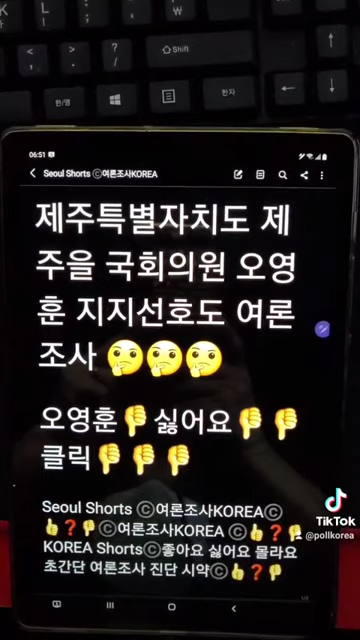 Shift
한/영
한자
06:51
Seoul Shorts ⓒ여론조사KOREA
제주특별자치도 제
주을 국회의원 오영
훈 지지선호도 여론
조사 🤔🤔🤔
오영훈👎싫어요👎👎
클릭👎👎👎
Seoul Shorts ⓒ여론조사KOREAⓒ
👍❓👎ⓒ여론조사KOREA ⓒ👍❓👎
KOREA Shortsⓒ좋아요 싫어요 몰라요
초간단 여론조사 진단 시약ⓒ👍❓👎
TikTok
@pollkorea